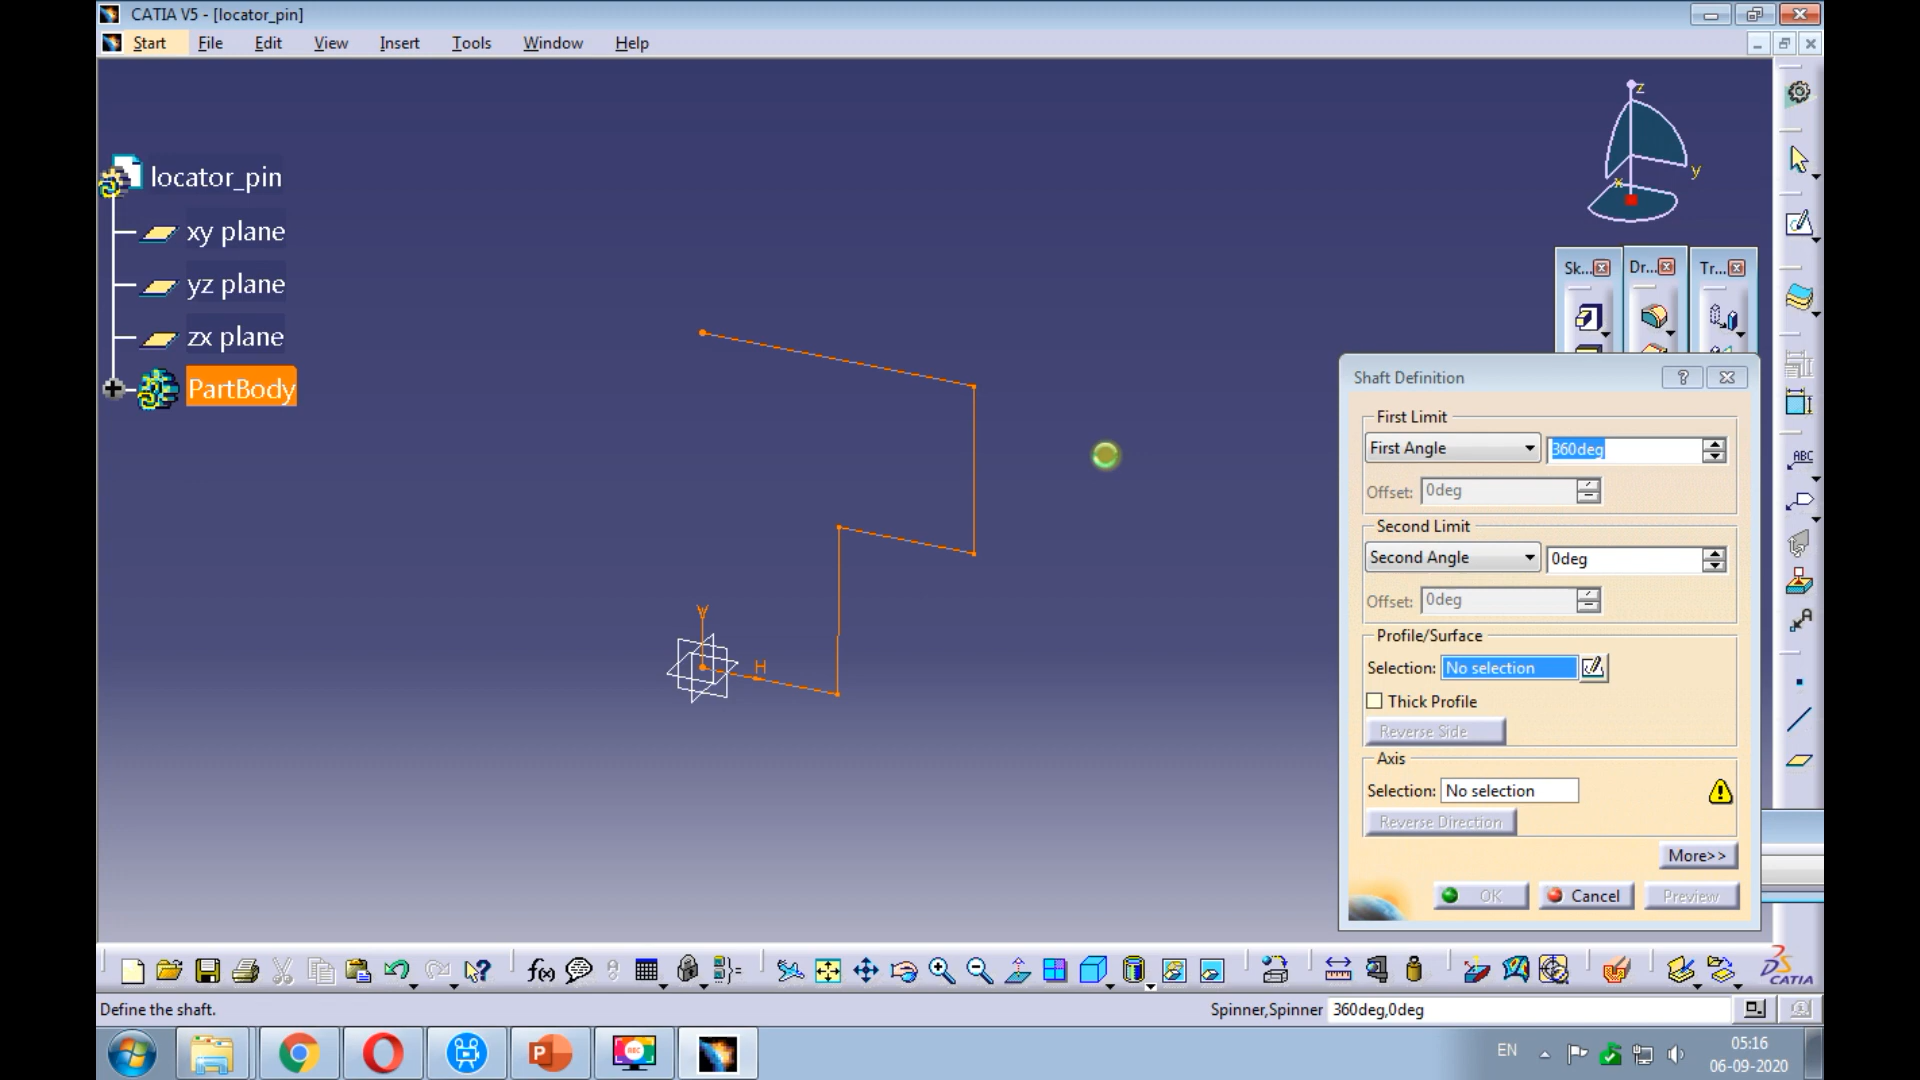 CATIA V5 - [locator_pin]
Start File Edit View Insert Tools Window Help
z
y
x
locator_pin
xy plane
yz plane
zx plane
PartBody
V
H
Sk... Dr... Tr...
Shaft Definition
First Limit
First Angle 360deg
Offset: 0deg
Second Limit
Second Angle 0deg
Offset: 0deg
Profile/Surface
Selection: No selection
Thick Profile
Reverse Side
Axis
Selection: No selection
Reverse Direction
More>>
OK Cancel Preview
ABC
f(x)
CATIA
Define the shaft.
Spinner,Spinner 360deg,0deg
P
REC
EN
05:16
06-09-2020